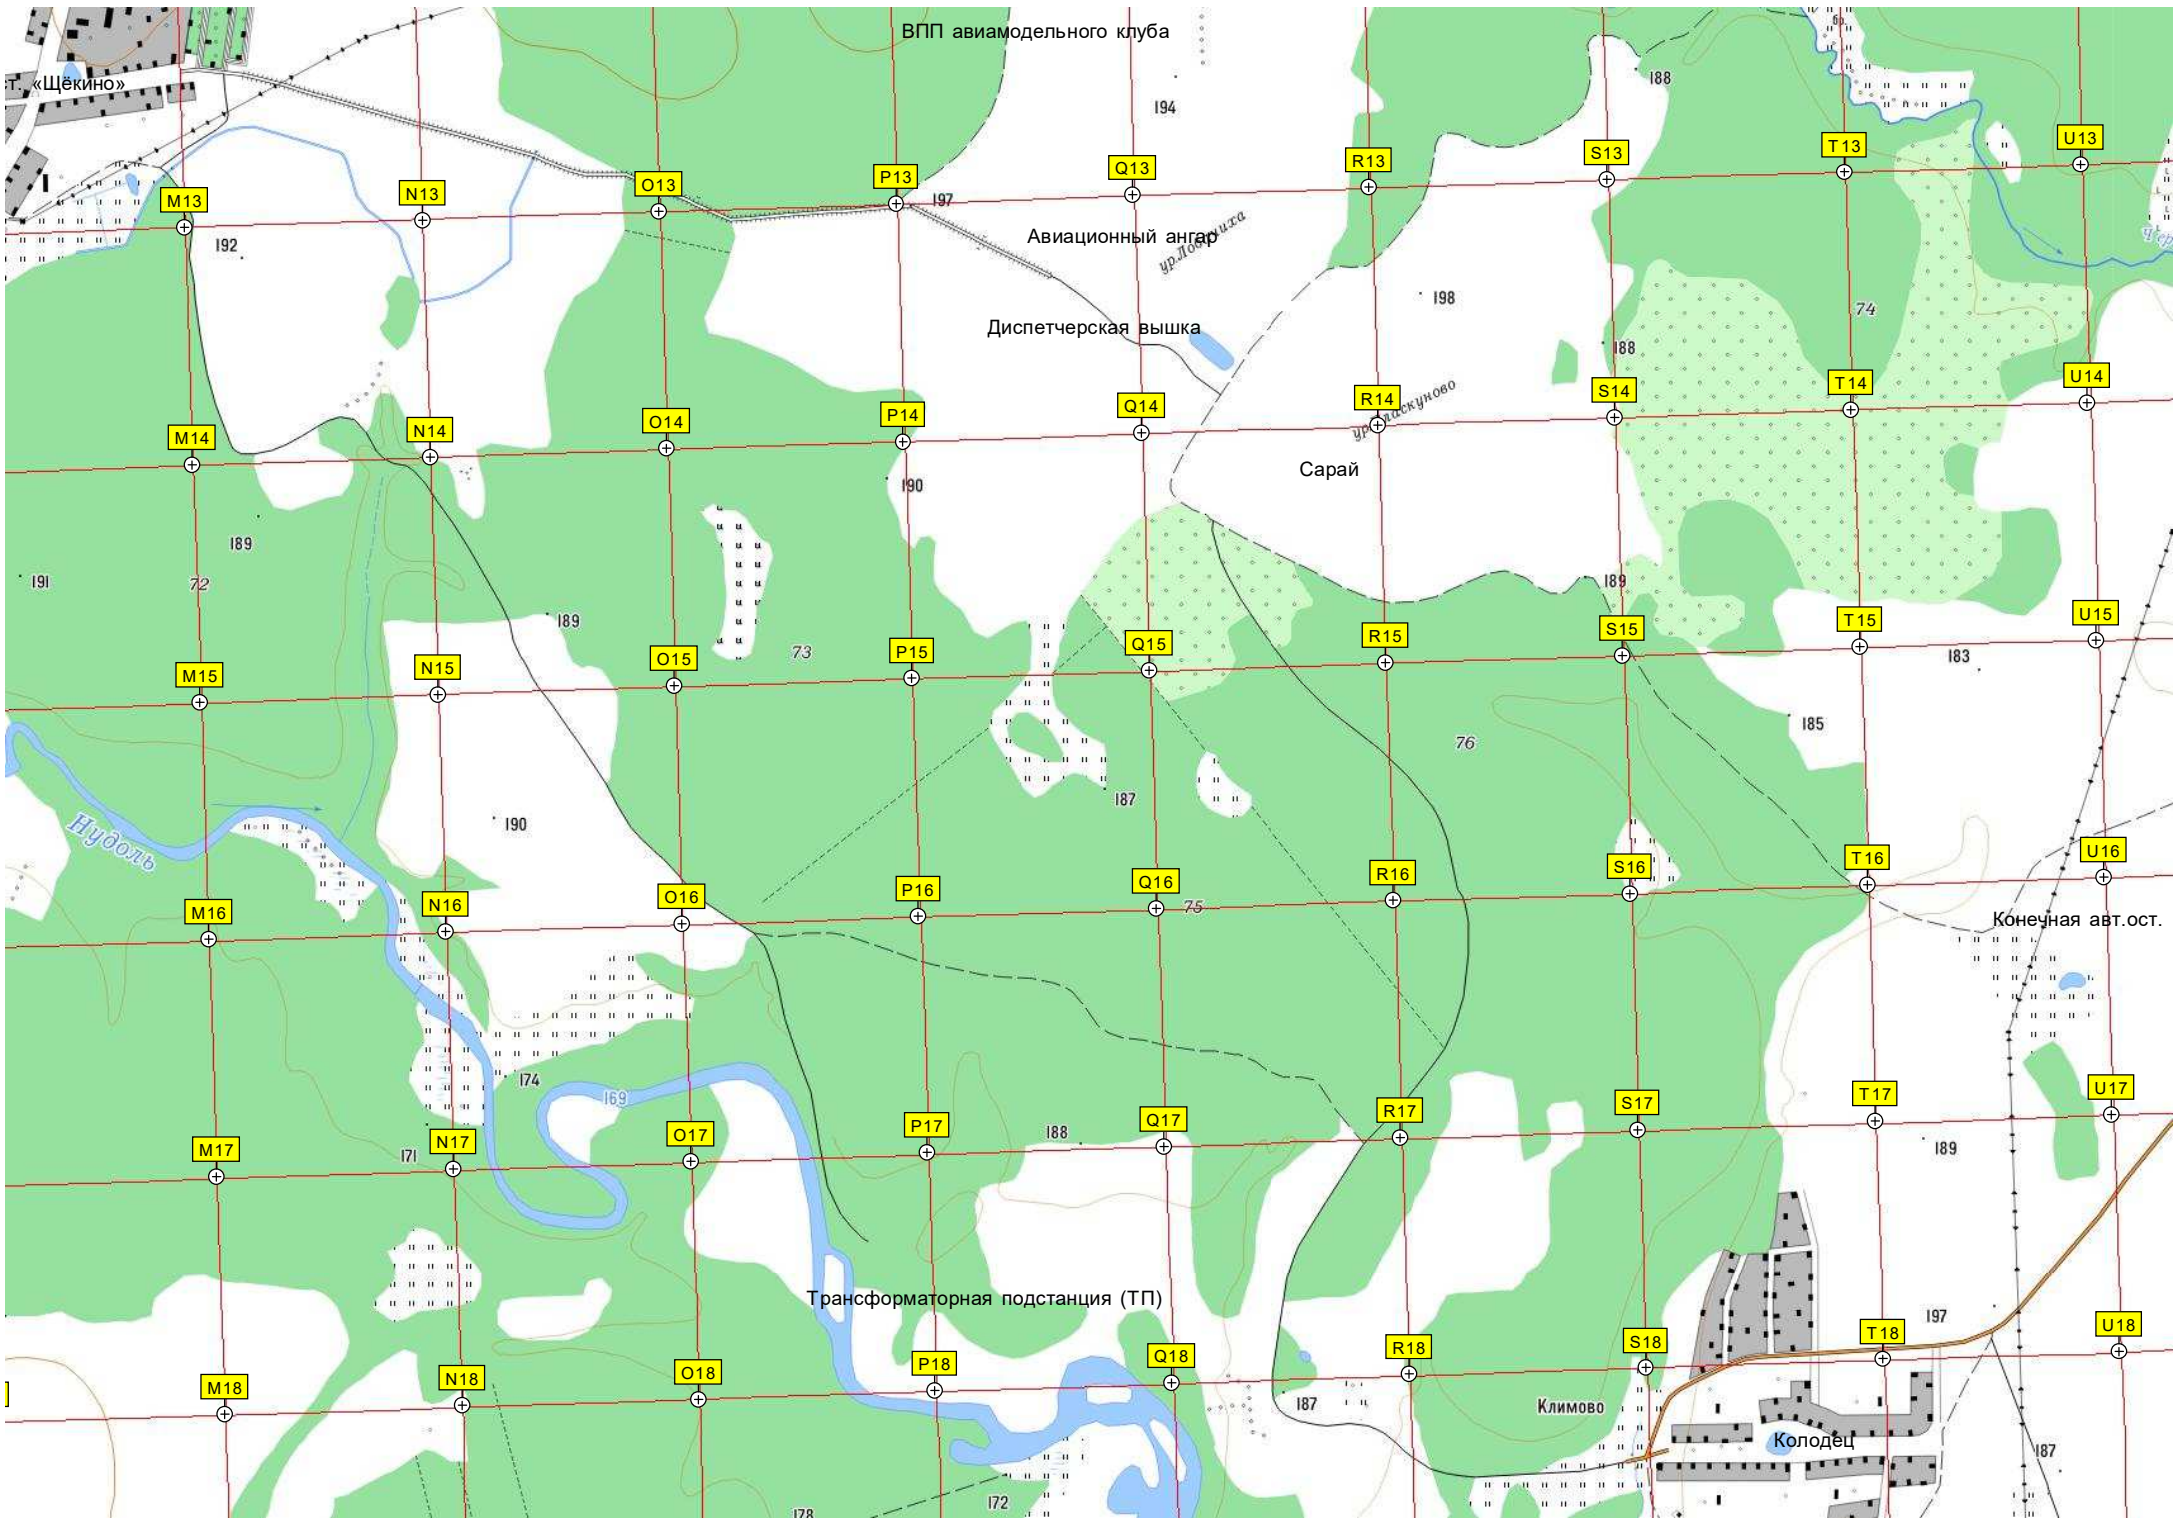 ВПП авиамодельного клуба
188
ст. «Щёкино»
194
U13
T13
S13
R13
Q13
P13
O13
N13
M13
197
192
Авиационный ангар
198
74
Диспетчерская вышка
188
U14
T14
S14
R14
Q14
P14
O14
N14
M14
Сарай
190
189
191
72
189
189
U15
T15
S15
R15
Q15
P15
O15
N15
M15
73
183
185
76
187
190
Нудоль
U16
T16
S16
R16
Q16
P16
O16
N16
M16
75
Конечная авт.ост.
174
169
U17
T17
S17
R17
Q17
P17
O17
N17
M17
188
171
189
Трансформаторная подстанция (ТП)
197
U18
T18
S18
R18
Q18
P18
O18
N18
M18
187
Климово
Колодец
187
172
178